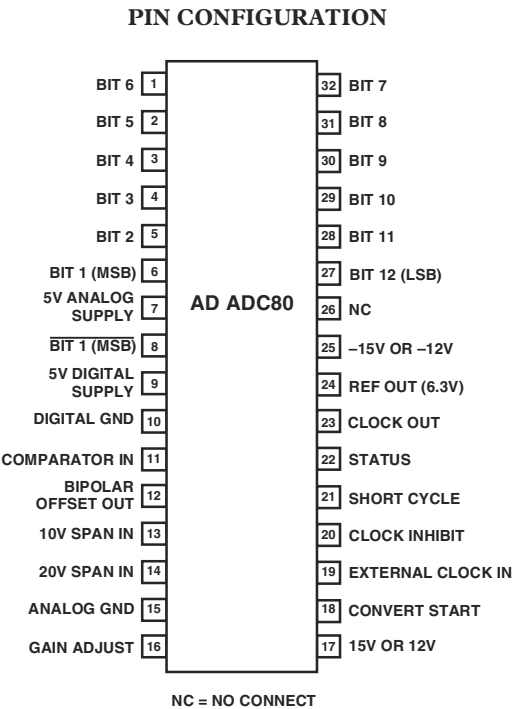 PIN CONFIGURATION
BIT 6 1
BIT 5 2
BIT 4 3
BIT 3 4
BIT 2 5
BIT 1 (MSB) 6
5V ANALOG
SUPPLY 7
BIT 1 (MSB) 8
5V DIGITAL
SUPPLY 9
DIGITAL GND 10
COMPARATOR IN 11
BIPOLAR
OFFSET OUT 12
10V SPAN IN 13
20V SPAN IN 14
ANALOG GND 15
GAIN ADJUST 16
AD ADC80
32 BIT 7
31 BIT 8
30 BIT 9
29 BIT 10
28 BIT 11
27 BIT 12 (LSB)
26 NC
25 –15V OR –12V
24 REF OUT (6.3V)
23 CLOCK OUT
22 STATUS
21 SHORT CYCLE
20 CLOCK INHIBIT
19 EXTERNAL CLOCK IN
18 CONVERT START
17 15V OR 12V
NC = NO CONNECT